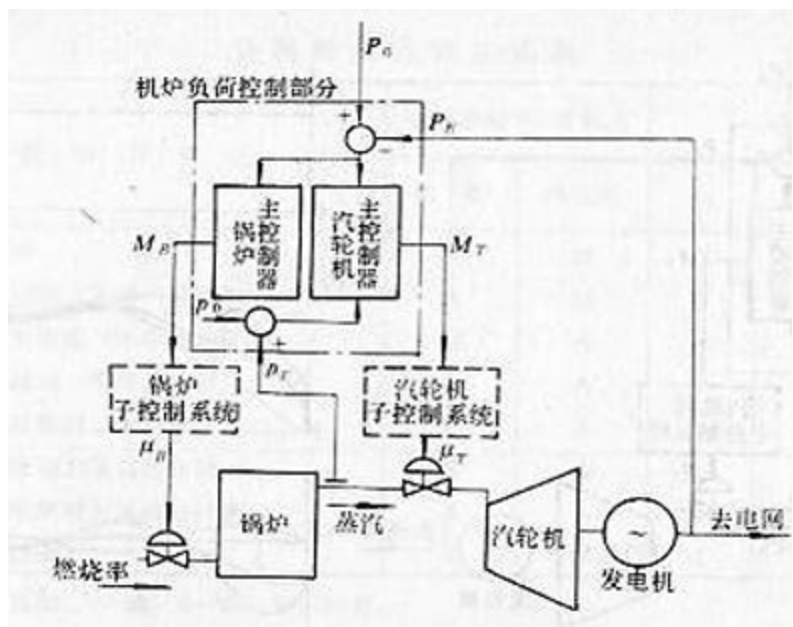 P₀
机炉负荷控制部分
+
P_E
−
锅炉
主控制器
汽轮机
主控制器
M_B
M_T
p₀
+
p_T
锅炉
子控制系统
汽轮机
子控制系统
μ_B
μ_T
锅炉
蒸汽
汽轮机
~
去电网
发电机
燃烧率